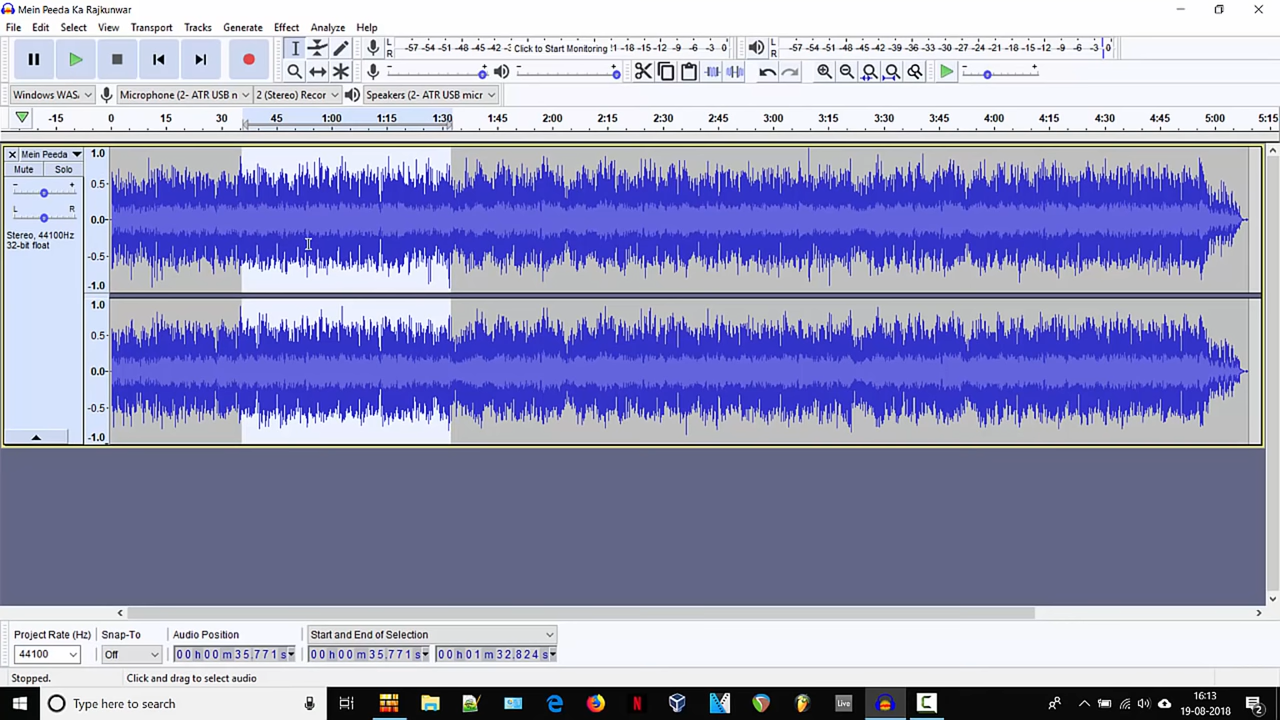 Mein Peeda Ka Rajkunwar
File Edit Select View Transport Tracks Generate Effect Analyze Help
L R -57 -54 -51 -48 -45 -42 -3 Click to Start Monitoring !1 -18 -15 -12 -9 -6 -3 0
L R -57 -54 -51 -48 -45 -42 -39 -36 -33 -30 -27 -24 -21 -18 -15 -12 -9 -6 -3 0
Windows WAS Microphone (2- ATR USB n 2 (Stereo) Recor Speakers (2- ATR USB micr
-15 0 15 30 45 1:00 1:15 1:30 1:45 2:00 2:15 2:30 2:45 3:00 3:15 3:30 3:45 4:00 4:15 4:30 4:45 5:00 5:15
Mein Peeda
Mute Solo
- +
L R
Stereo, 44100Hz
32-bit float
1.0
0.5
0.0
-0.5
-1.0
1.0
0.5
0.0
-0.5
-1.0
Project Rate (Hz) Snap-To Audio Position Start and End of Selection
44100 Off 00h00m35.771s 00h00m35.771s 00h01m32.824s
Stopped. Click and drag to select audio
Type here to search
Live
16:13
19-08-2018
2